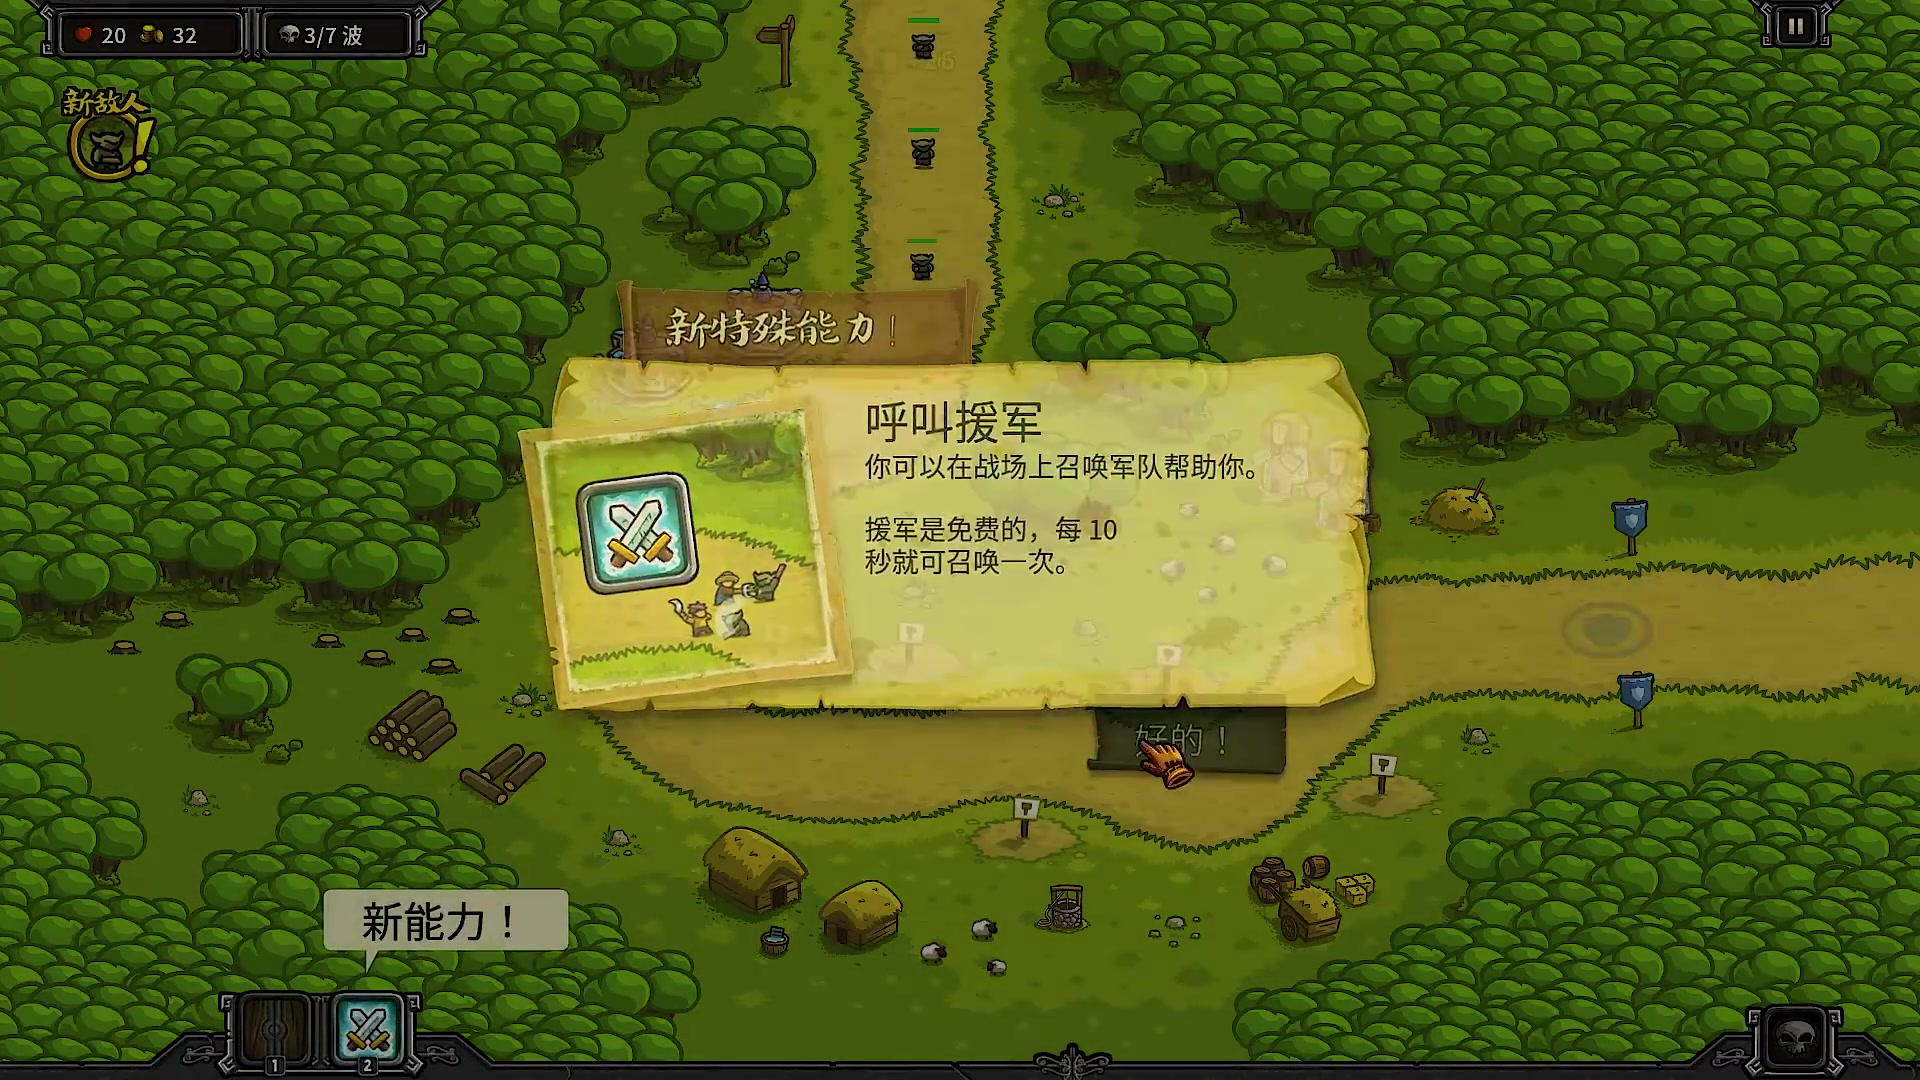 20 32 3/7 波
新敌人
新特殊能力！
呼叫援军
你可以在战场上召唤军队帮助你。
援军是免费的，每 10
秒就可召唤一次。
好的！
新能力！
1 2